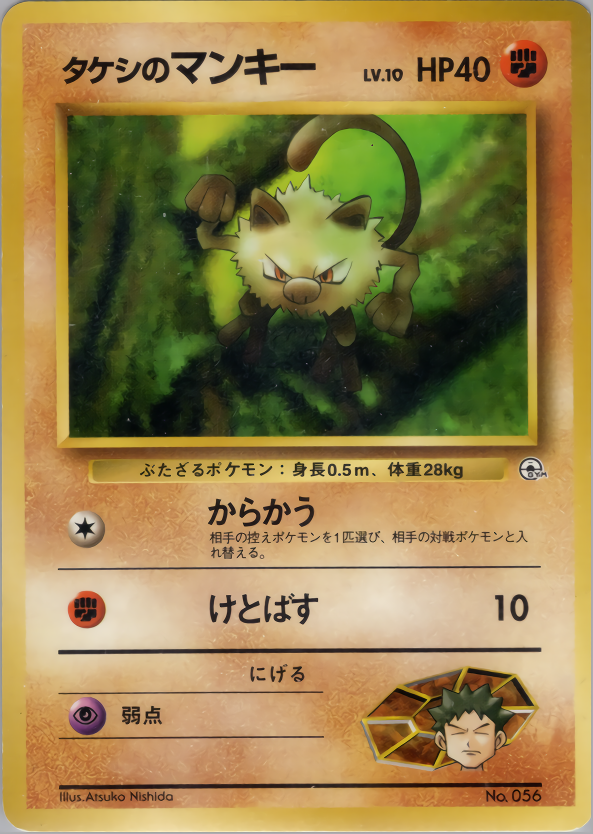 タケシのマンキー LV.10 HP40
ぶたざるポケモン：身長0.5m、体重28kg
GYM
からかう
相手の控えポケモンを1匹選び、相手の対戦ポケモンと入
れ替える。
けとばす 10
にげる
弱点
Illus.Atsuko Nishida No. 056